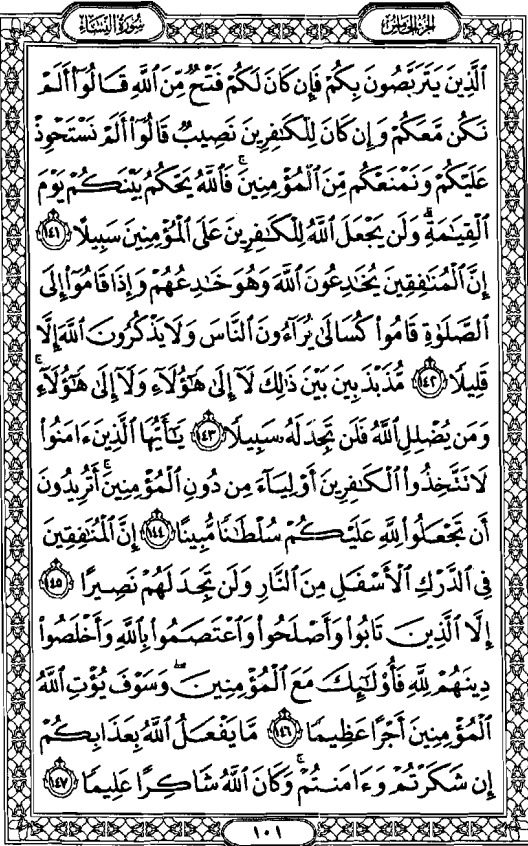 سُورَةُ النِّسَاءِ
الجُزْءُ الخَامِسُ
ٱلَّذِينَ يَتَرَبَّصُونَ بِكُمْ فَإِن كَانَ لَكُمْ فَتْحٌ مِّنَ ٱللَّهِ قَالُوٓاْ أَلَمْ
نَكُن مَّعَكُمْ وَإِن كَانَ لِلْكَٰفِرِينَ نَصِيبٌ قَالُوٓاْ أَلَمْ نَسْتَحْوِذْ
عَلَيْكُمْ وَنَمْنَعْكُم مِّنَ ٱلْمُؤْمِنِينَ ۚ فَٱللَّهُ يَحْكُمُ بَيْنَكُمْ يَوْمَ
ٱلْقِيَٰمَةِ ۗ وَلَن يَجْعَلَ ٱللَّهُ لِلْكَٰفِرِينَ عَلَى ٱلْمُؤْمِنِينَ سَبِيلًا ١٤١
إِنَّ ٱلْمُنَٰفِقِينَ يُخَٰدِعُونَ ٱللَّهَ وَهُوَ خَٰدِعُهُمْ وَإِذَا قَامُوٓاْ إِلَى
ٱلصَّلَوٰةِ قَامُواْ كُسَالَىٰ يُرَآءُونَ ٱلنَّاسَ وَلَا يَذْكُرُونَ ٱللَّهَ إِلَّا
قَلِيلًا ١٤٢ مُّذَبْذَبِينَ بَيْنَ ذَٰلِكَ لَآ إِلَىٰ هَٰٓؤُلَآءِ وَلَآ إِلَىٰ هَٰٓؤُلَآءِ ۚ
وَمَن يُضْلِلِ ٱللَّهُ فَلَن تَجِدَ لَهُۥ سَبِيلًا ١٤٣ يَٰٓأَيُّهَا ٱلَّذِينَ ءَامَنُواْ
لَا تَتَّخِذُواْ ٱلْكَٰفِرِينَ أَوْلِيَآءَ مِن دُونِ ٱلْمُؤْمِنِينَ ۚ أَتُرِيدُونَ
أَن تَجْعَلُواْ لِلَّهِ عَلَيْكُمْ سُلْطَٰنًا مُّبِينًا ١٤٤ إِنَّ ٱلْمُنَٰفِقِينَ
فِى ٱلدَّرْكِ ٱلْأَسْفَلِ مِنَ ٱلنَّارِ وَلَن تَجِدَ لَهُمْ نَصِيرًا ١٤٥
إِلَّا ٱلَّذِينَ تَابُواْ وَأَصْلَحُواْ وَٱعْتَصَمُواْ بِٱللَّهِ وَأَخْلَصُواْ
دِينَهُمْ لِلَّهِ فَأُوْلَٰٓئِكَ مَعَ ٱلْمُؤْمِنِينَ ۖ وَسَوْفَ يُؤْتِ ٱللَّهُ
ٱلْمُؤْمِنِينَ أَجْرًا عَظِيمًا ١٤٦ مَّا يَفْعَلُ ٱللَّهُ بِعَذَابِكُمْ
إِن شَكَرْتُمْ وَءَامَنتُمْ ۚ وَكَانَ ٱللَّهُ شَاكِرًا عَلِيمًا ١٤٧
١٠١